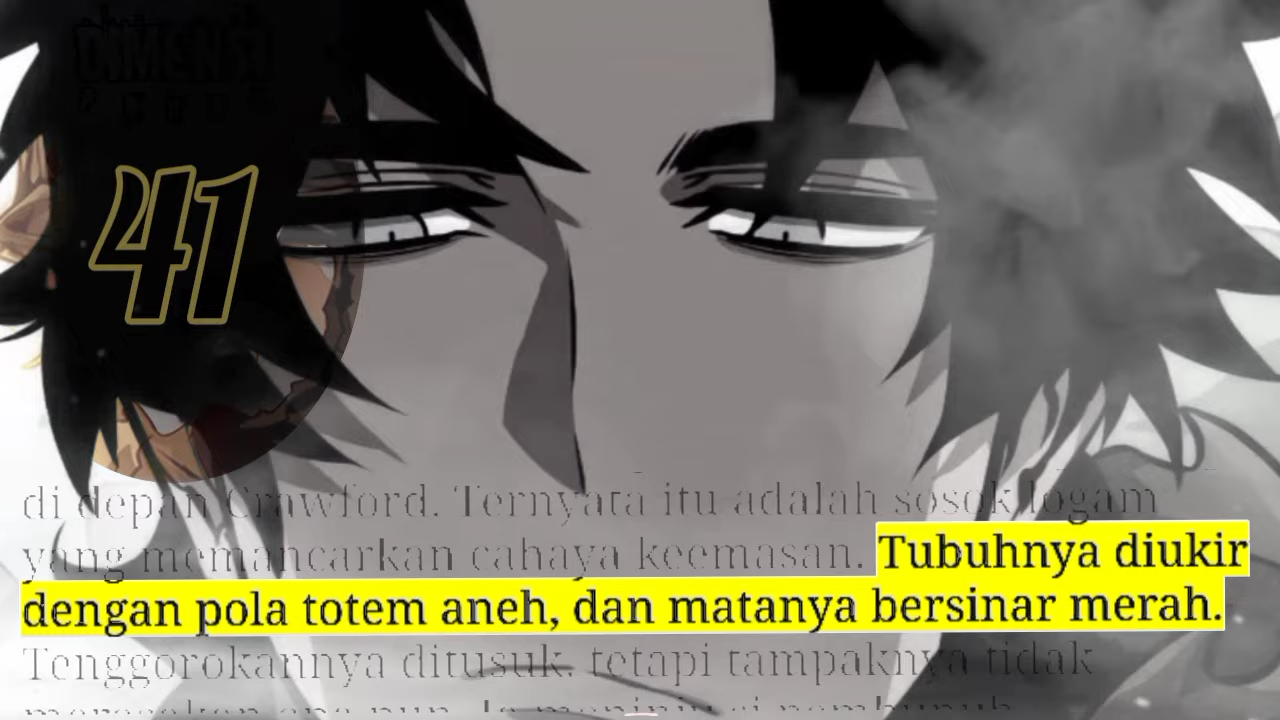 DIMENSI
41
di depan Crawford. Ternyata itu adalah sosok logam
yang memancarkan cahaya keemasan. Tubuhnya diukir
dengan pola totem aneh, dan matanya bersinar merah.
Tenggorokannya ditusuk. tetapi tampaknya tidak